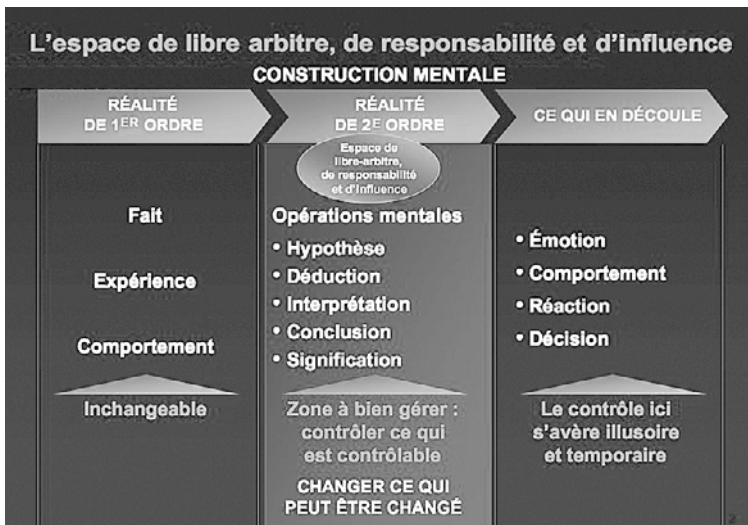 L'espace de libre arbitre, de responsabilité et d'influence
CONSTRUCTION MENTALE
RÉALITÉ
DE 1ER ORDRE
RÉALITÉ
DE 2E ORDRE
CE QUI EN DÉCOULE
Espace de
libre-arbitre,
de responsabilité
et d'influence
Fait
Expérience
Comportement
Opérations mentales
• Hypothèse
• Déduction
• Interprétation
• Conclusion
• Signification
• Émotion
• Comportement
• Réaction
• Décision
Inchangeable
Zone à bien gérer :
contrôler ce qui
est contrôlable
CHANGER CE QUI
PEUT ÊTRE CHANGÉ
Le contrôle ici
s'avère illusoire
et temporaire